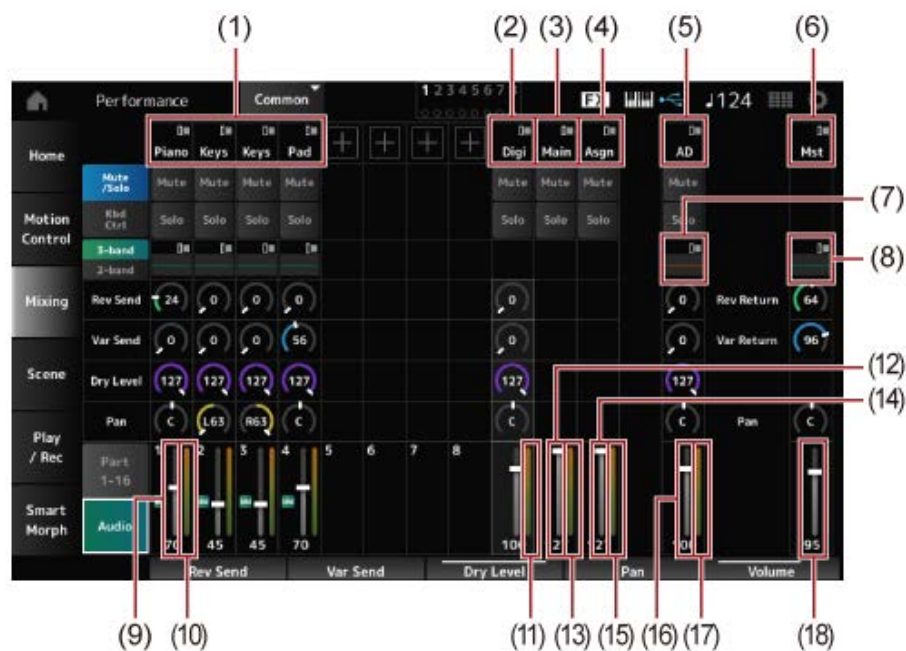 (1) (2) (3) (4) (5) (6)
Performance Common 1 2 3 4 5 6 7 8 FX ♩124
Home Piano Keys Keys Pad + + + + Digi Main Asgn AD Mst
Mute /Solo Mute Mute Mute Mute Mute Mute Mute Mute
(7)
Motion Control Kbd Ctrl Solo Solo Solo Solo Solo Solo Solo Solo
3-band
2-band
(8)
Mixing Rev Send 24 0 0 0 0 0 Rev Return 64
Var Send 0 0 0 56 0 0 Var Return 96
(12)
Scene Dry Level 127 127 127 127 127 127
(14)
Pan C L63 R63 C C C Pan C
Play / Rec Part 1-16 1 2 3 4 5 6 7 8
(9) (16)
Smart Morph Audio 70 45 45 70 100 127 100 95
Rev Send Var Send Dry Level Pan Volume
(10) (11) (13) (15) (17) (18)